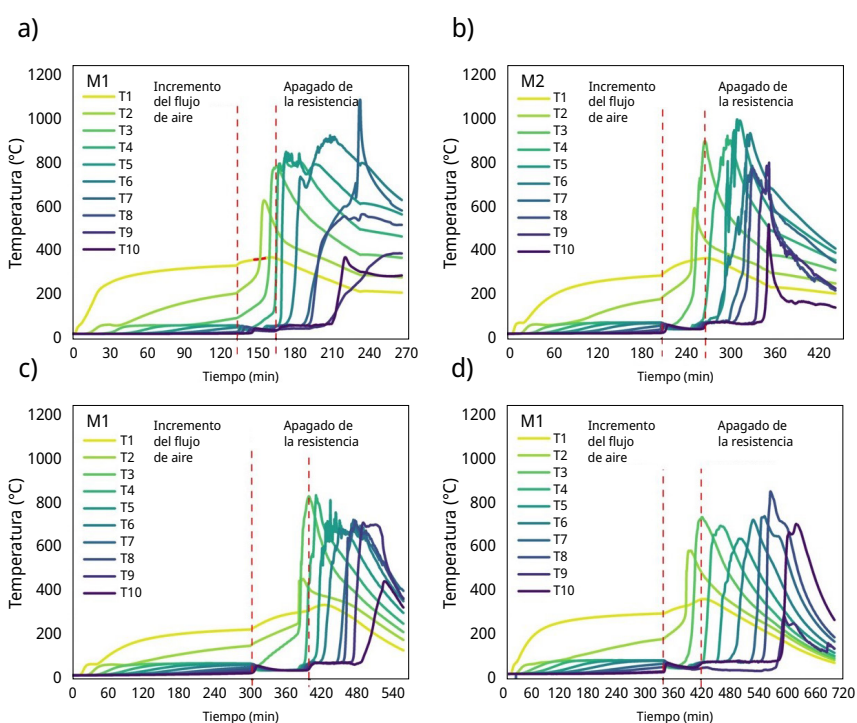 a)
1200
1000
800
600
400
200
0
Temperatura (°C)
M1
T1
T2
T3
T4
T5
T6
T7
T8
T9
T10
Incremento
del flujo
de aire
Apagado de
la resistencia
0 30 60 90 120 150 180 210 240 270
Tiempo (min)
b)
1200
1000
800
600
400
200
0
Temperatura (°C)
M2
T1
T2
T3
T4
T5
T6
T7
T8
T9
T10
Incremento
del flujo
de aire
Apagado de
la resistencia
0 60 120 180 240 300 360 420
Tiempo (min)
c)
1200
1000
800
600
400
200
0
Temperatura (°C)
M1
T1
T2
T3
T4
T5
T6
T7
T8
T9
T10
Incremento
del flujo
de aire
Apagado de
la resistencia
0 60 120 180 240 300 360 420 480 540
Tiempo (min)
d)
1200
1000
800
600
400
200
0
Temperatura (°C)
M1
T1
T2
T3
T4
T5
T6
T7
T8
T9
T10
Incremento
del flujo
de aire
Apagado de
la resistencia
0 60 120 180 240 300 340 360 420 480 540 600 660 720
Tiempo (min)